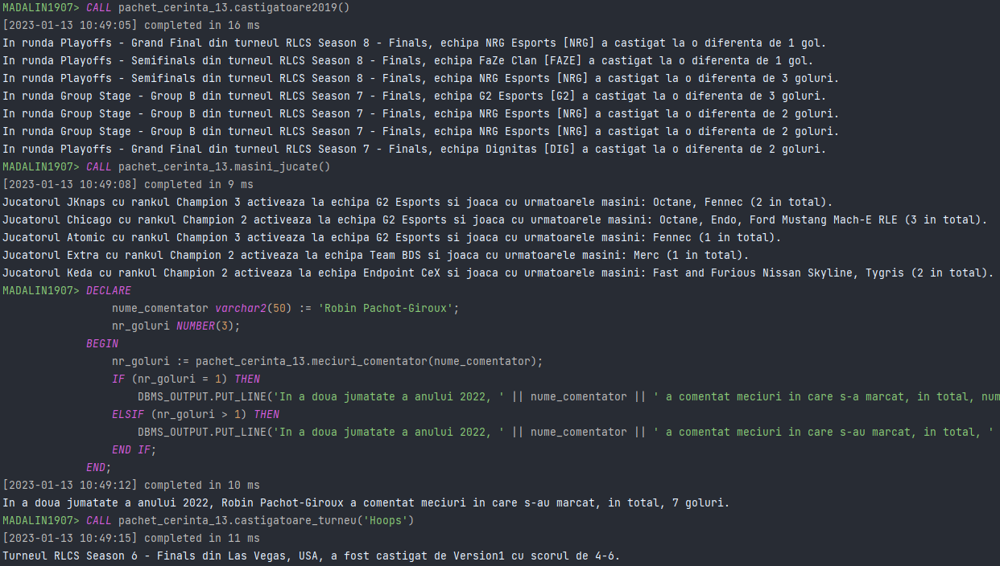 MADALIN1907> CALL pachet_cerinta_13.castigatoare2019()
[2023-01-13 10:49:05] completed in 16 ms
In runda Playoffs - Grand Final din turneul RLCS Season 8 - Finals, echipa NRG Esports [NRG] a castigat la o diferenta de 1 gol.
In runda Playoffs - Semifinals din turneul RLCS Season 8 - Finals, echipa FaZe Clan [FAZE] a castigat la o diferenta de 1 gol.
In runda Playoffs - Semifinals din turneul RLCS Season 8 - Finals, echipa NRG Esports [NRG] a castigat la o diferenta de 3 goluri.
In runda Group Stage - Group B din turneul RLCS Season 7 - Finals, echipa G2 Esports [G2] a castigat la o diferenta de 3 goluri.
In runda Group Stage - Group B din turneul RLCS Season 7 - Finals, echipa NRG Esports [NRG] a castigat la o diferenta de 2 goluri.
In runda Group Stage - Group B din turneul RLCS Season 7 - Finals, echipa NRG Esports [NRG] a castigat la o diferenta de 2 goluri.
In runda Playoffs - Grand Final din turneul RLCS Season 7 - Finals, echipa Dignitas [DIG] a castigat la o diferenta de 2 goluri.
MADALIN1907> CALL pachet_cerinta_13.masini_jucate()
[2023-01-13 10:49:08] completed in 9 ms
Jucatorul JKnaps cu rankul Champion 3 activeaza la echipa G2 Esports si joaca cu urmatoarele masini: Octane, Fennec (2 in total).
Jucatorul Chicago cu rankul Champion 2 activeaza la echipa G2 Esports si joaca cu urmatoarele masini: Octane, Endo, Ford Mustang Mach-E RLE (3 in total).
Jucatorul Atomic cu rankul Champion 3 activeaza la echipa G2 Esports si joaca cu urmatoarele masini: Fennec (1 in total).
Jucatorul Extra cu rankul Champion 2 activeaza la echipa Team BDS si joaca cu urmatoarele masini: Merc (1 in total).
Jucatorul Keda cu rankul Champion 2 activeaza la echipa Endpoint CeX si joaca cu urmatoarele masini: Fast and Furious Nissan Skyline, Tygris (2 in total).
MADALIN1907> DECLARE
nume_comentator varchar2(50) := 'Robin Pachot-Giroux';
nr_goluri NUMBER(3);
BEGIN
nr_goluri := pachet_cerinta_13.meciuri_comentator(nume_comentator);
IF (nr_goluri = 1) THEN
DBMS_OUTPUT.PUT_LINE('In a doua jumatate a anului 2022, ' || nume_comentator || ' a comentat meciuri in care s-a marcat, in total, num
ELSIF (nr_goluri > 1) THEN
DBMS_OUTPUT.PUT_LINE('In a doua jumatate a anului 2022, ' || nume_comentator || ' a comentat meciuri in care s-au marcat, in total, '
END IF;
END;
[2023-01-13 10:49:12] completed in 10 ms
In a doua jumatate a anului 2022, Robin Pachot-Giroux a comentat meciuri in care s-au marcat, in total, 7 goluri.
MADALIN1907> CALL pachet_cerinta_13.castigatoare_turneu('Hoops')
[2023-01-13 10:49:15] completed in 11 ms
Turneul RLCS Season 6 - Finals din Las Vegas, USA, a fost castigat de Version1 cu scorul de 4-6.